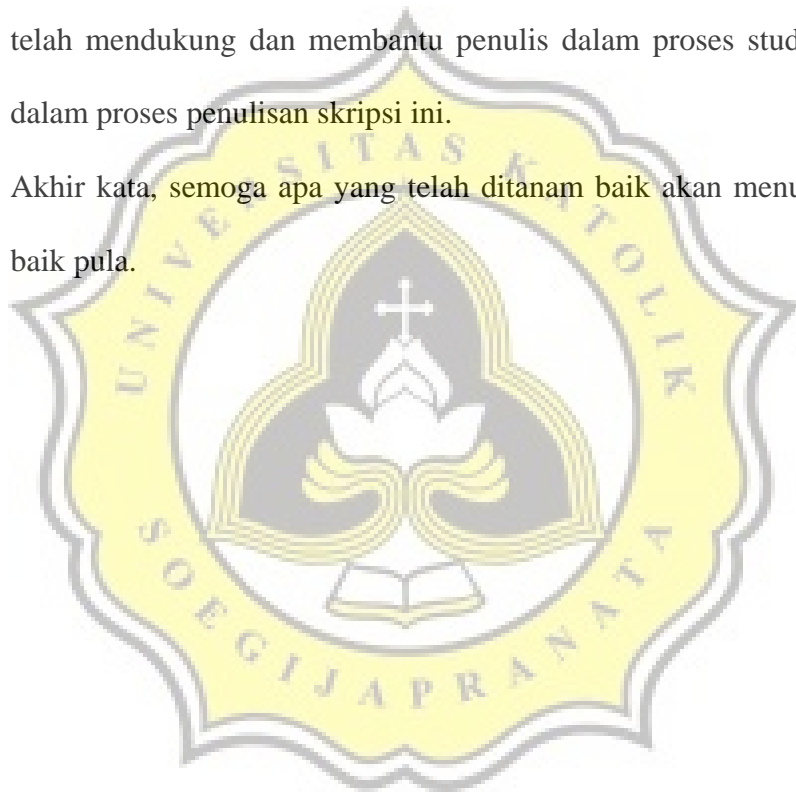 telah mendukung dan membantu penulis dalam proses stud
dalam proses penulisan skripsi ini.
Akhir kata, semoga apa yang telah ditanam baik akan menu
baik pula.
UNIVERSITAS KATOLIK
SOEGIJAPRANATA